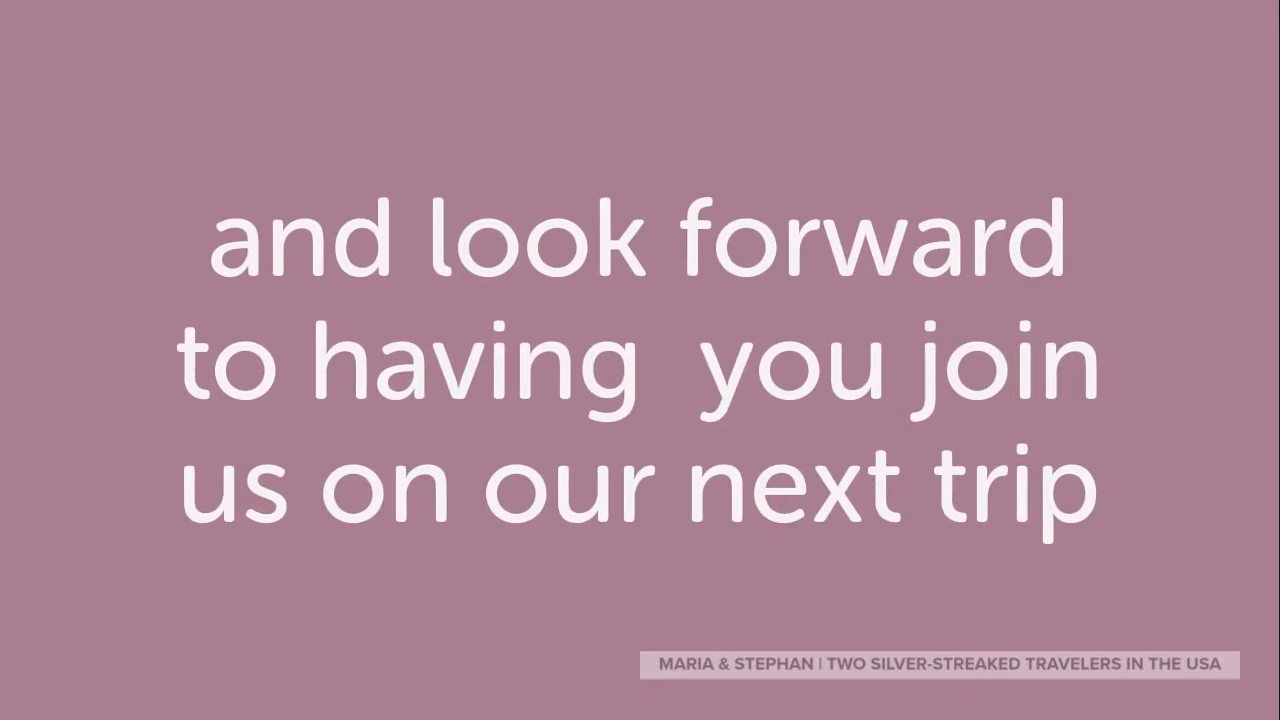 and look forward
to having  you join
us on our next trip
MARIA & STEPHAN | TWO SILVER-STREAKED TRAVELERS IN THE USA